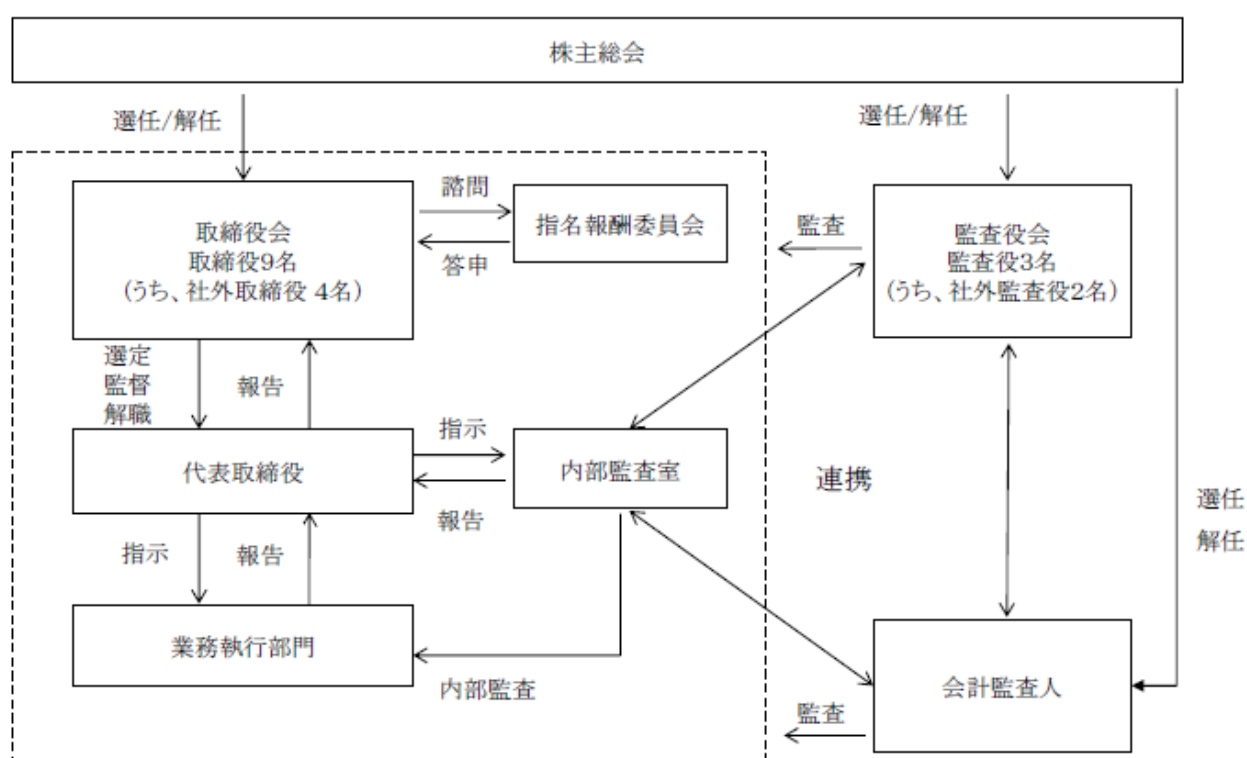 株主総会
選任/解任
選任/解任
取締役会
取締役9名
(うち、社外取締役 4名)
諮問
答申
指名報酬委員会
監査
監査役会
監査役3名
(うち、社外監査役2名)
選定
監督
解職
報告
代表取締役
指示
報告
内部監査室
連携
選任
解任
指示
報告
業務執行部門
内部監査
会計監査人
監査